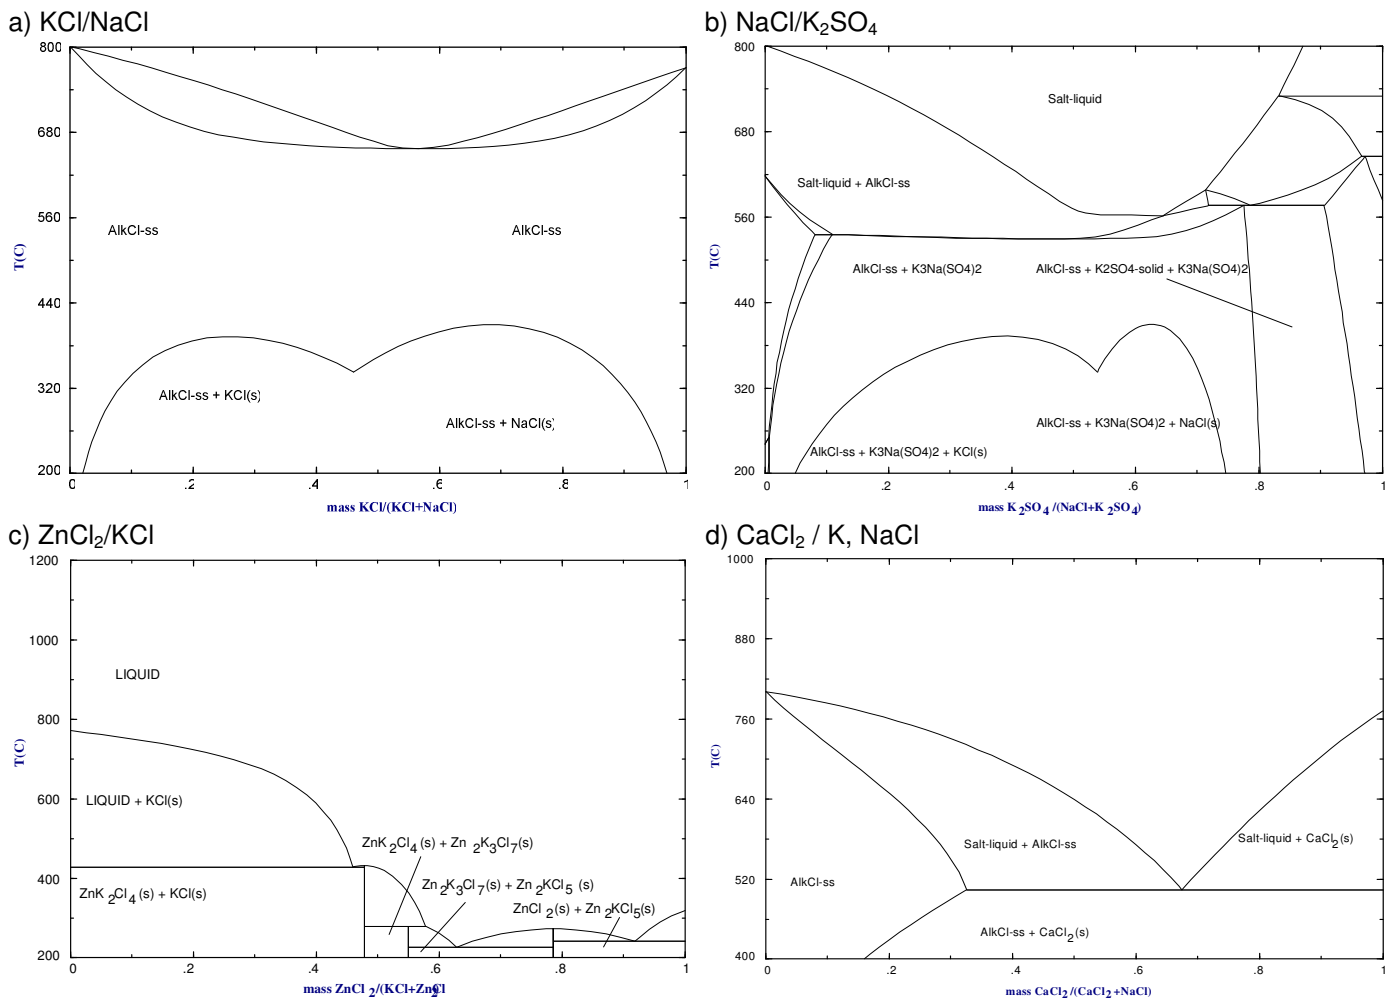 a) KCl/NaCl
800
680
560
440
320
200
T(C)
AlkCl-ss
AlkCl-ss
AlkCl-ss + KCl(s)
AlkCl-ss + NaCl(s)
0 .2 .4 .6 .8 1
mass KCl/(KCl+NaCl)
b) NaCl/K2SO4
800
680
560
440
320
200
T(C)
Salt-liquid
Salt-liquid + AlkCl-ss
AlkCl-ss + K3Na(SO4)2
AlkCl-ss + K2SO4-solid + K3Na(SO4)2
AlkCl-ss + K3Na(SO4)2 + NaCl(s)
AlkCl-ss + K3Na(SO4)2 + KCl(s)
0 .2 .4 .6 .8 1
mass K2SO4/(NaCl+K2SO4)
c) ZnCl2/KCl
1200
1000
800
600
400
200
T(C)
LIQUID
LIQUID + KCl(s)
ZnK2Cl4(s) + Zn2K3Cl7(s)
Zn2K3Cl7(s) + Zn2KCl5(s)
ZnK2Cl4(s) + KCl(s)
ZnCl2(s) + Zn2KCl5(s)
0 .2 .4 .6 .8 1
mass ZnCl2/(KCl+ZnCl2
d) CaCl2 / K, NaCl
1000
880
760
640
520
400
T(C)
Salt-liquid + AlkCl-ss
Salt-liquid + CaCl2(s)
AlkCl-ss
AlkCl-ss + CaCl2(s)
0 .2 .4 .6 .8 1
mass CaCl2/(CaCl2+NaCl)